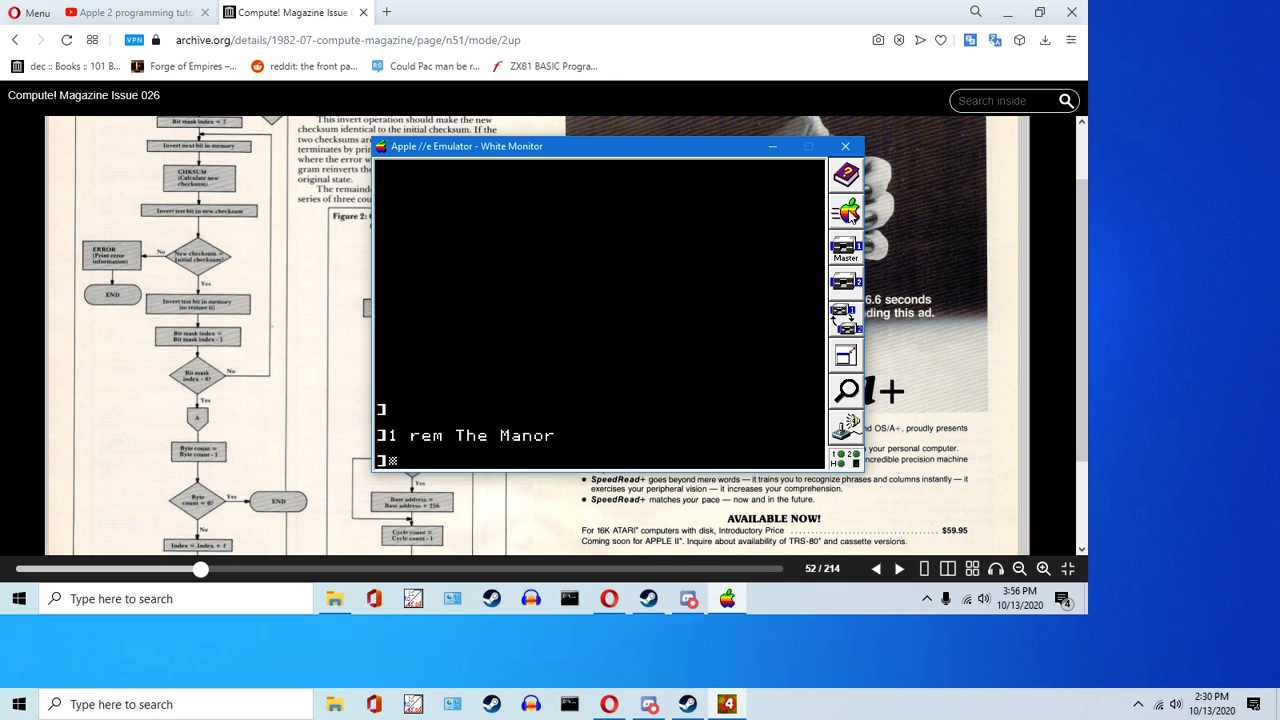 Menu
Apple 2 programming tuto
Compute! Magazine Issue
VPN
archive.org/details/1982-07-compute-magazine/page/n51/mode/2up
dec :: Books :: 101 B...
Forge of Empires –...
reddit: the front pa...
RC
Could Pac man be r...
ZX81 BASIC Progra...
Compute! Magazine Issue 026
Search inside
Bit mask index = 7
Invert next bit in memory
CHKSUM
(Calculate new
checksum)
Invert test bit in new checksum
ERROR
(Print error
information)
No
New checksum =
Initial checksum?
END
Yes
Invert test bit in memory
(to restore it)
Bit mask index =
Bit mask index - 1
Bit mask
index - 0?
No
Yes
A
Byte count =
Byte count - 1
Byte
count = 0?
Yes
END
No
Index = Index + 1
This invert operation should make the new
checksum identical to the initial checksum. If the
two checksums ar
terminates by pri
where the error w
gram reinverts th
original state.
The remaind
series of three cou
Figure 2:
Apple //e Emulator - White Monitor
]
]1 rem The Manor
]
1
Master
2
1
2
1 2
H
Base address =
Base address + 256
Cycle count =
Cycle count - 1
6.6 seconds
ding this ad.
l+
d OS/A+, proudly presents
your personal computer.
ncredible precision machine
• SpeedRead+ goes beyond mere words — it trains you to recognize phrases and columns instantly — it
exercises your peripheral vision — it increases your comprehension.
• SpeedRead+ matches your pace — now and in the future.
AVAILABLE NOW!
For 16K ATARI® computers with disk, Introductory Price $59.95
Coming soon for APPLE II®. Inquire about availability of TRS-80® and cassette versions.
52 / 214
Type here to search
3:56 PM
10/13/2020
4
Type here to search
4
2:30 PM
10/13/2020